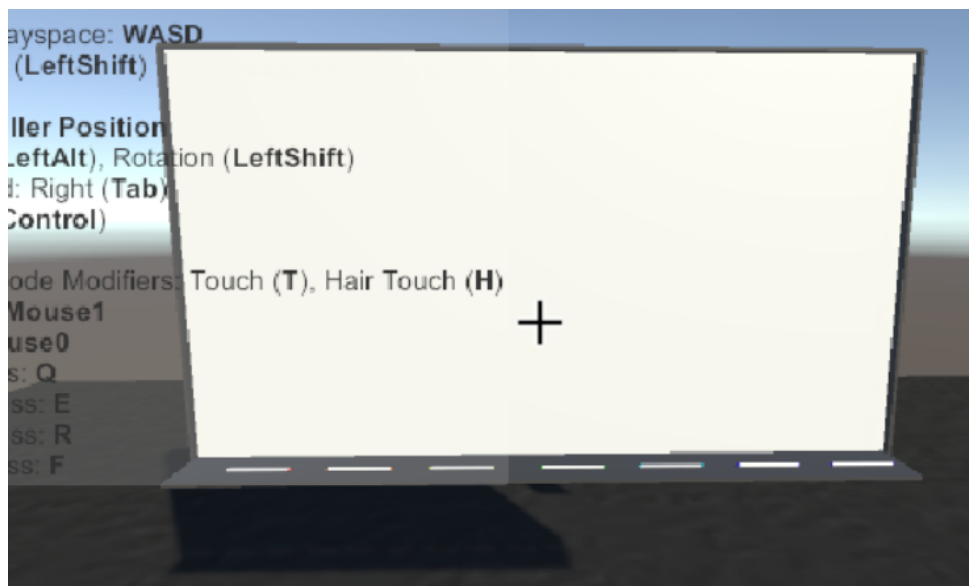 ayspace: WASD
(LeftShift)
ller Position
LeftAlt), Rotation (LeftShift)
d: Right (Tab)
Control)
ode Modifiers: Touch (T), Hair Touch (H)
Mouse1
use0
s: Q
ss: E
ss: R
ss: F